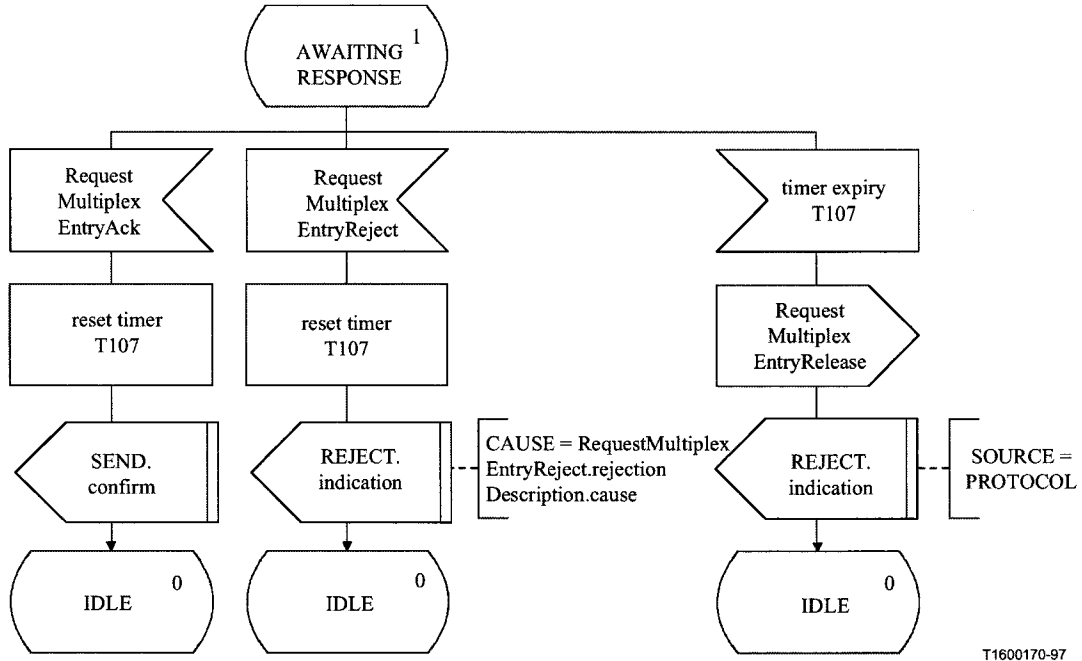 1
AWAITING
RESPONSE
Request
Multiplex
EntryAck
Request
Multiplex
EntryReject
timer expiry
T107
reset timer
T107
reset timer
T107
Request
Multiplex
EntryRelease
SEND.
confirm
REJECT.
indication
CAUSE = RequestMultiplex
EntryReject.rejection
Description.cause
REJECT.
indication
SOURCE =
PROTOCOL
0
IDLE
0
IDLE
0
IDLE
T1600170-97